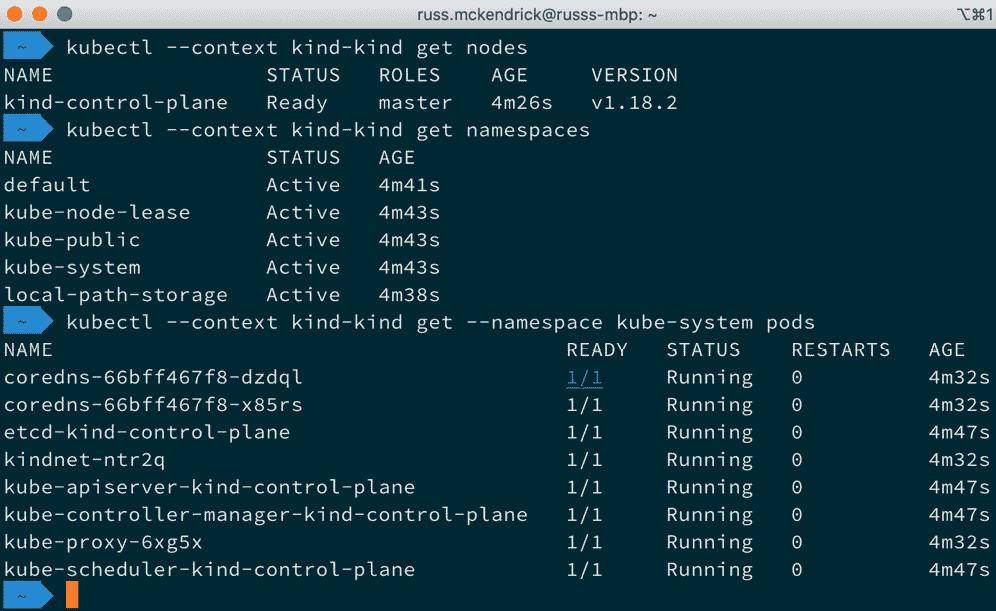 russ.mckendrick@russs-mbp: ~ ⌥⌘1
~ kubectl --context kind-kind get nodes
NAME STATUS ROLES AGE VERSION
kind-control-plane Ready master 4m26s v1.18.2
~ kubectl --context kind-kind get namespaces
NAME STATUS AGE
default Active 4m41s
kube-node-lease Active 4m43s
kube-public Active 4m43s
kube-system Active 4m43s
local-path-storage Active 4m38s
~ kubectl --context kind-kind get --namespace kube-system pods
NAME READY STATUS RESTARTS AGE
coredns-66bff467f8-dzdql 1/1 Running 0 4m32s
coredns-66bff467f8-x85rs 1/1 Running 0 4m32s
etcd-kind-control-plane 1/1 Running 0 4m47s
kindnet-ntr2q 1/1 Running 0 4m32s
kube-apiserver-kind-control-plane 1/1 Running 0 4m47s
kube-controller-manager-kind-control-plane 1/1 Running 0 4m47s
kube-proxy-6xg5x 1/1 Running 0 4m32s
kube-scheduler-kind-control-plane 1/1 Running 0 4m47s
~